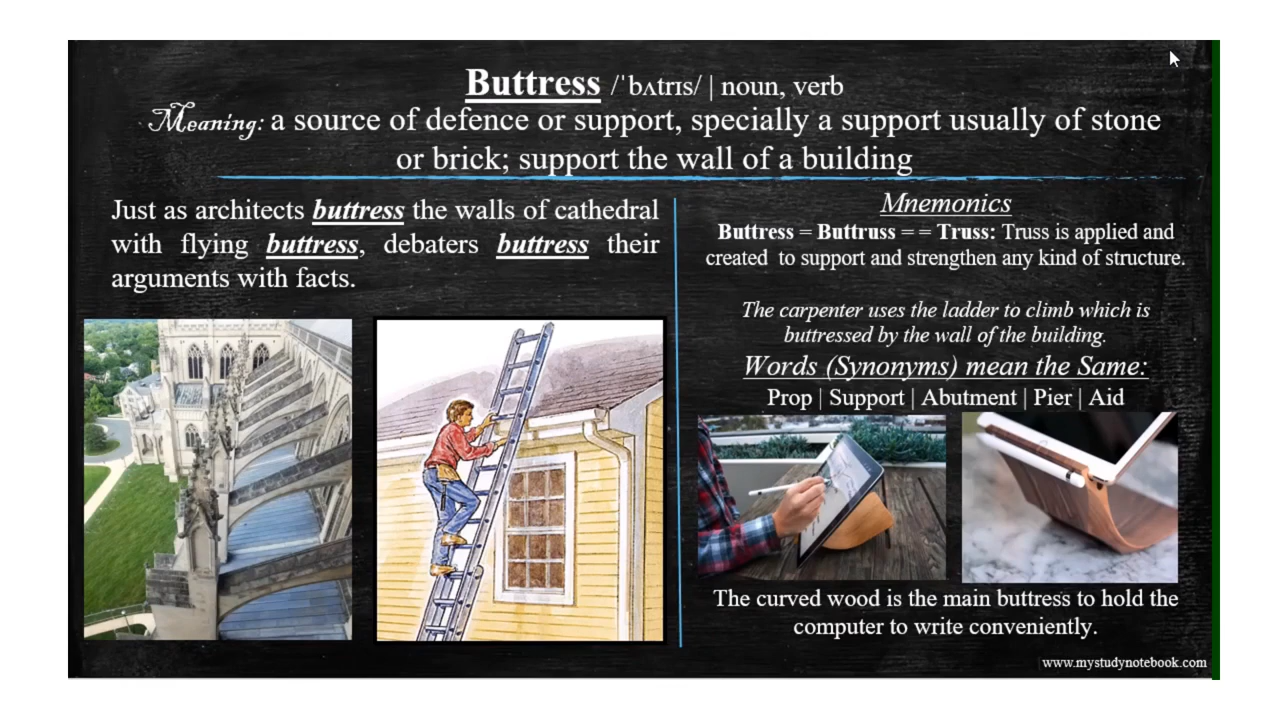 Buttress /ˈbʌtrɪs/ | noun, verb
Meaning: a source of defence or support, specially a support usually of stone
or brick; support the wall of a building
Just as architects buttress the walls of cathedral
with flying buttress, debaters buttress their
arguments with facts.
Mnemonics
Buttress = Buttruss = = Truss: Truss is applied and
created to support and strengthen any kind of structure.
The carpenter uses the ladder to climb which is
buttressed by the wall of the building.
Words (Synonyms) mean the Same:
Prop | Support | Abutment | Pier | Aid
The curved wood is the main buttress to hold the
computer to write conveniently.
www.mystudynotebook.com